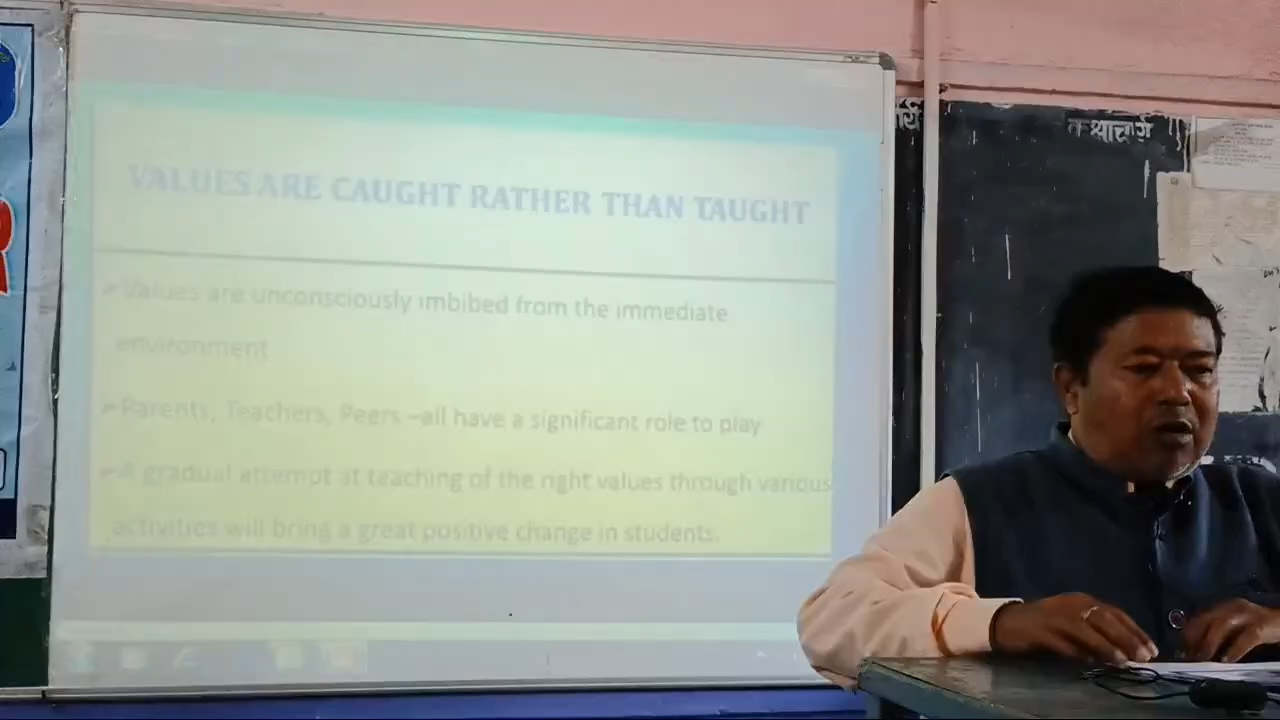 VALUES ARE CAUGHT RATHER THAN TAUGHT
➢Values are unconsciously imbibed from the immediate
environment
➢Parents, Teachers, Peers –all have a significant role to play
➢A gradual attempt at teaching of the right values through various
activities will bring a great positive change in students.
R